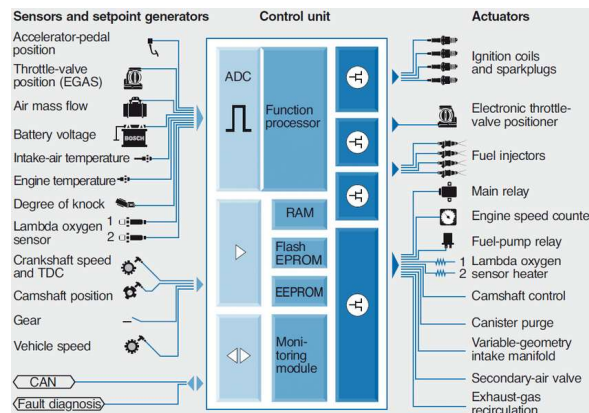 Sensors and setpoint generators
Control unit
Actuators
Accelerator-pedal
position
Throttle-valve
position (EGAS)
Air mass flow
Battery voltage
BOSCH
Intake-air temperature
Engine temperature
Degree of knock
Lambda oxygen
sensor
1
2
Crankshaft speed
and TDC
Camshaft position
Gear
Vehicle speed
CAN
Fault diagnosis
ADC
Function
processor
RAM
Flash
EPROM
EEPROM
Moni-
toring
module
Ignition coils
and sparkplugs
Electronic throttle-
valve positioner
Fuel injectors
Main relay
Engine speed counte
Fuel-pump relay
1 Lambda oxygen
2 sensor heater
Camshaft control
Canister purge
Variable-geometry
intake manifold
Secondary-air valve
Exhaust-gas
recirculation